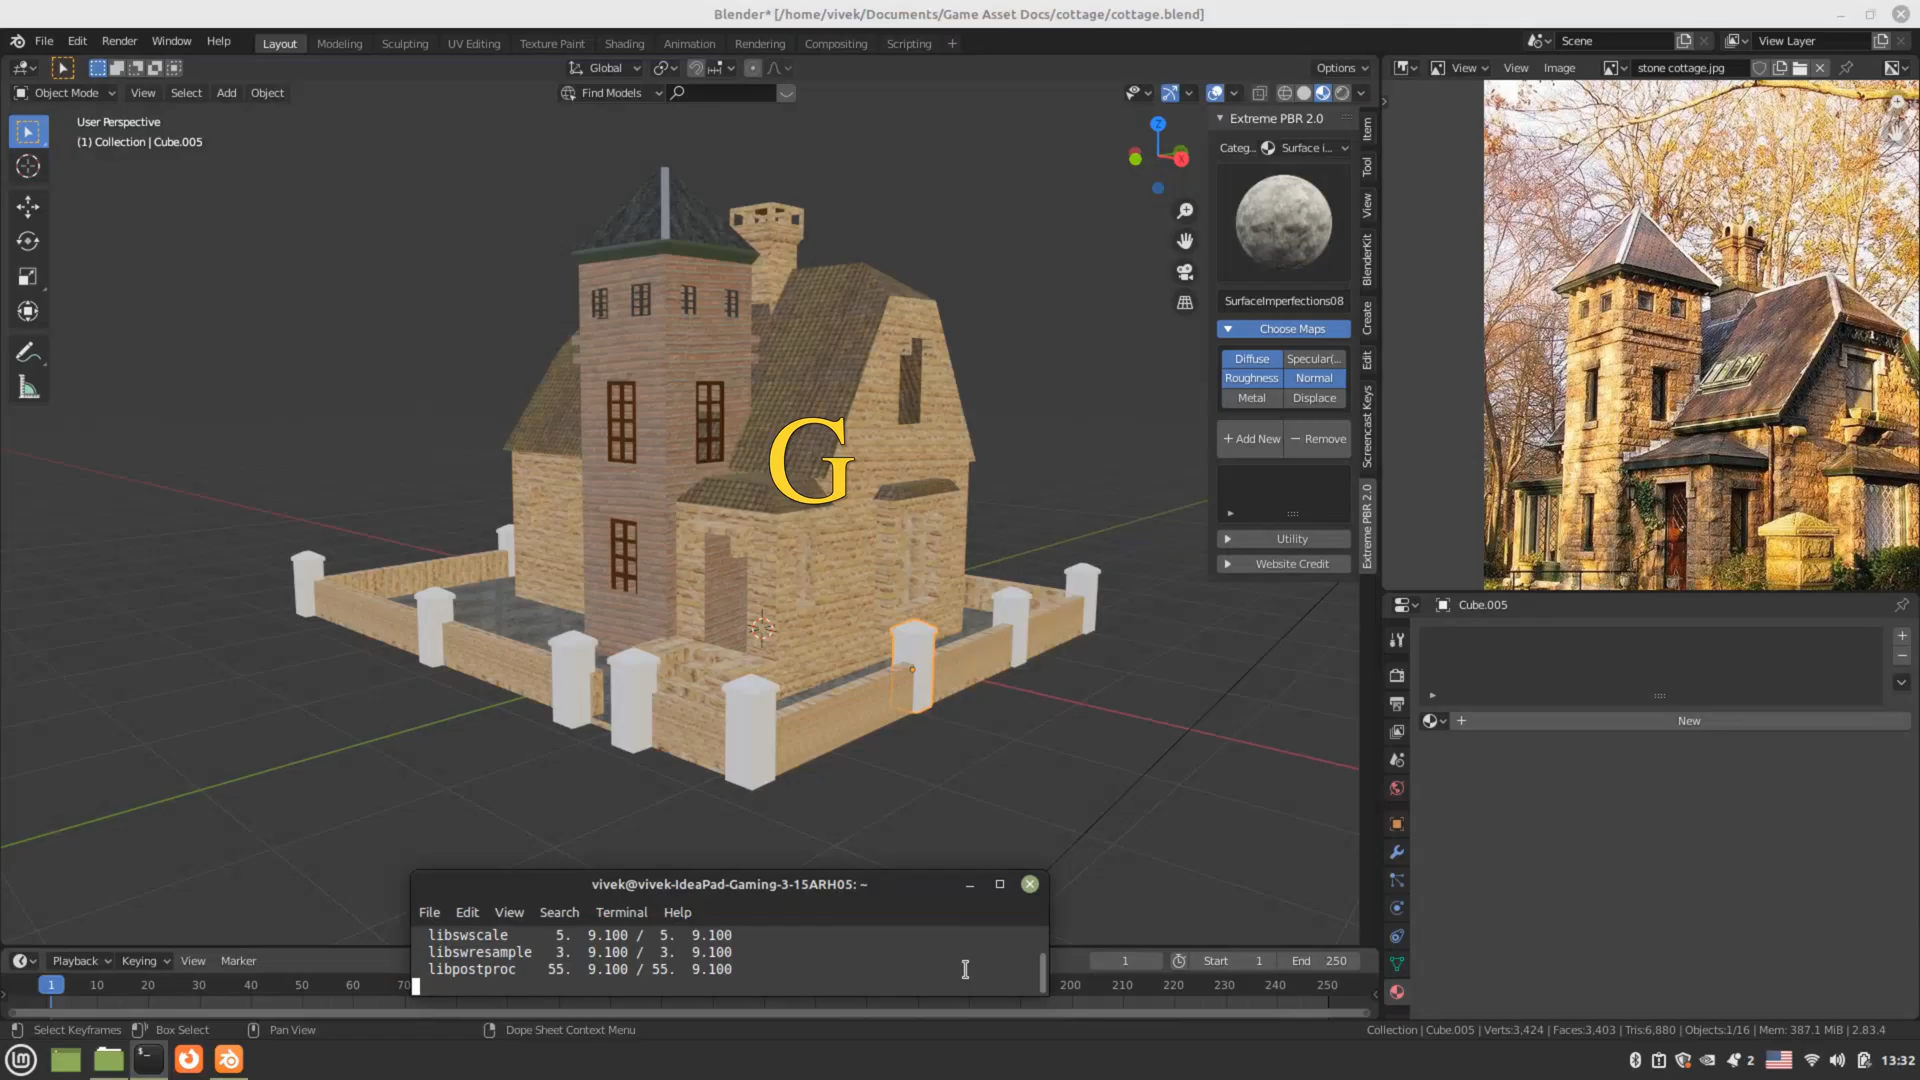 Blender* [/home/vivek/Documents/Game Asset Docs/cottage/cottage.blend]
File Edit Render Window Help Layout Modeling Sculpting UV Editing Texture Paint Shading Animation Rendering Compositing Scripting + Scene View Layer
Global Options View View Image stone cottage.jpg
Object Mode View Select Add Object Find Models
User Perspective
(1) Collection | Cube.005
Z
X
Extreme PBR 2.0
Categ... Surface i...
SurfaceImperfections08
Choose Maps
Diffuse Specular(...
Roughness Normal
Metal Displace
+ Add New − Remove
Utility
Website Credit
Item
Tool
View
BlenderKit
Create
Edit
Screencast Keys
Extreme PBR 2.0
G
Cube.005
+ New
vivek@vivek-IdeaPad-Gaming-3-15ARH05: ~
File Edit View Search Terminal Help
libswscale 5. 9.100 / 5. 9.100
libswresample 3. 9.100 / 3. 9.100
libpostproc 55. 9.100 / 55. 9.100
Playback Keying View Marker 1 Start 1 End 250
1 10 20 30 40 50 60 70 200 210 220 230 240 250
Select Keyframes Box Select Pan View Dope Sheet Context Menu
Collection | Cube.005 | Verts:3,424 | Faces:3,403 | Tris:6,880 | Objects:1/16 | Mem: 387.1 MiB | 2.83.4
2 13:32